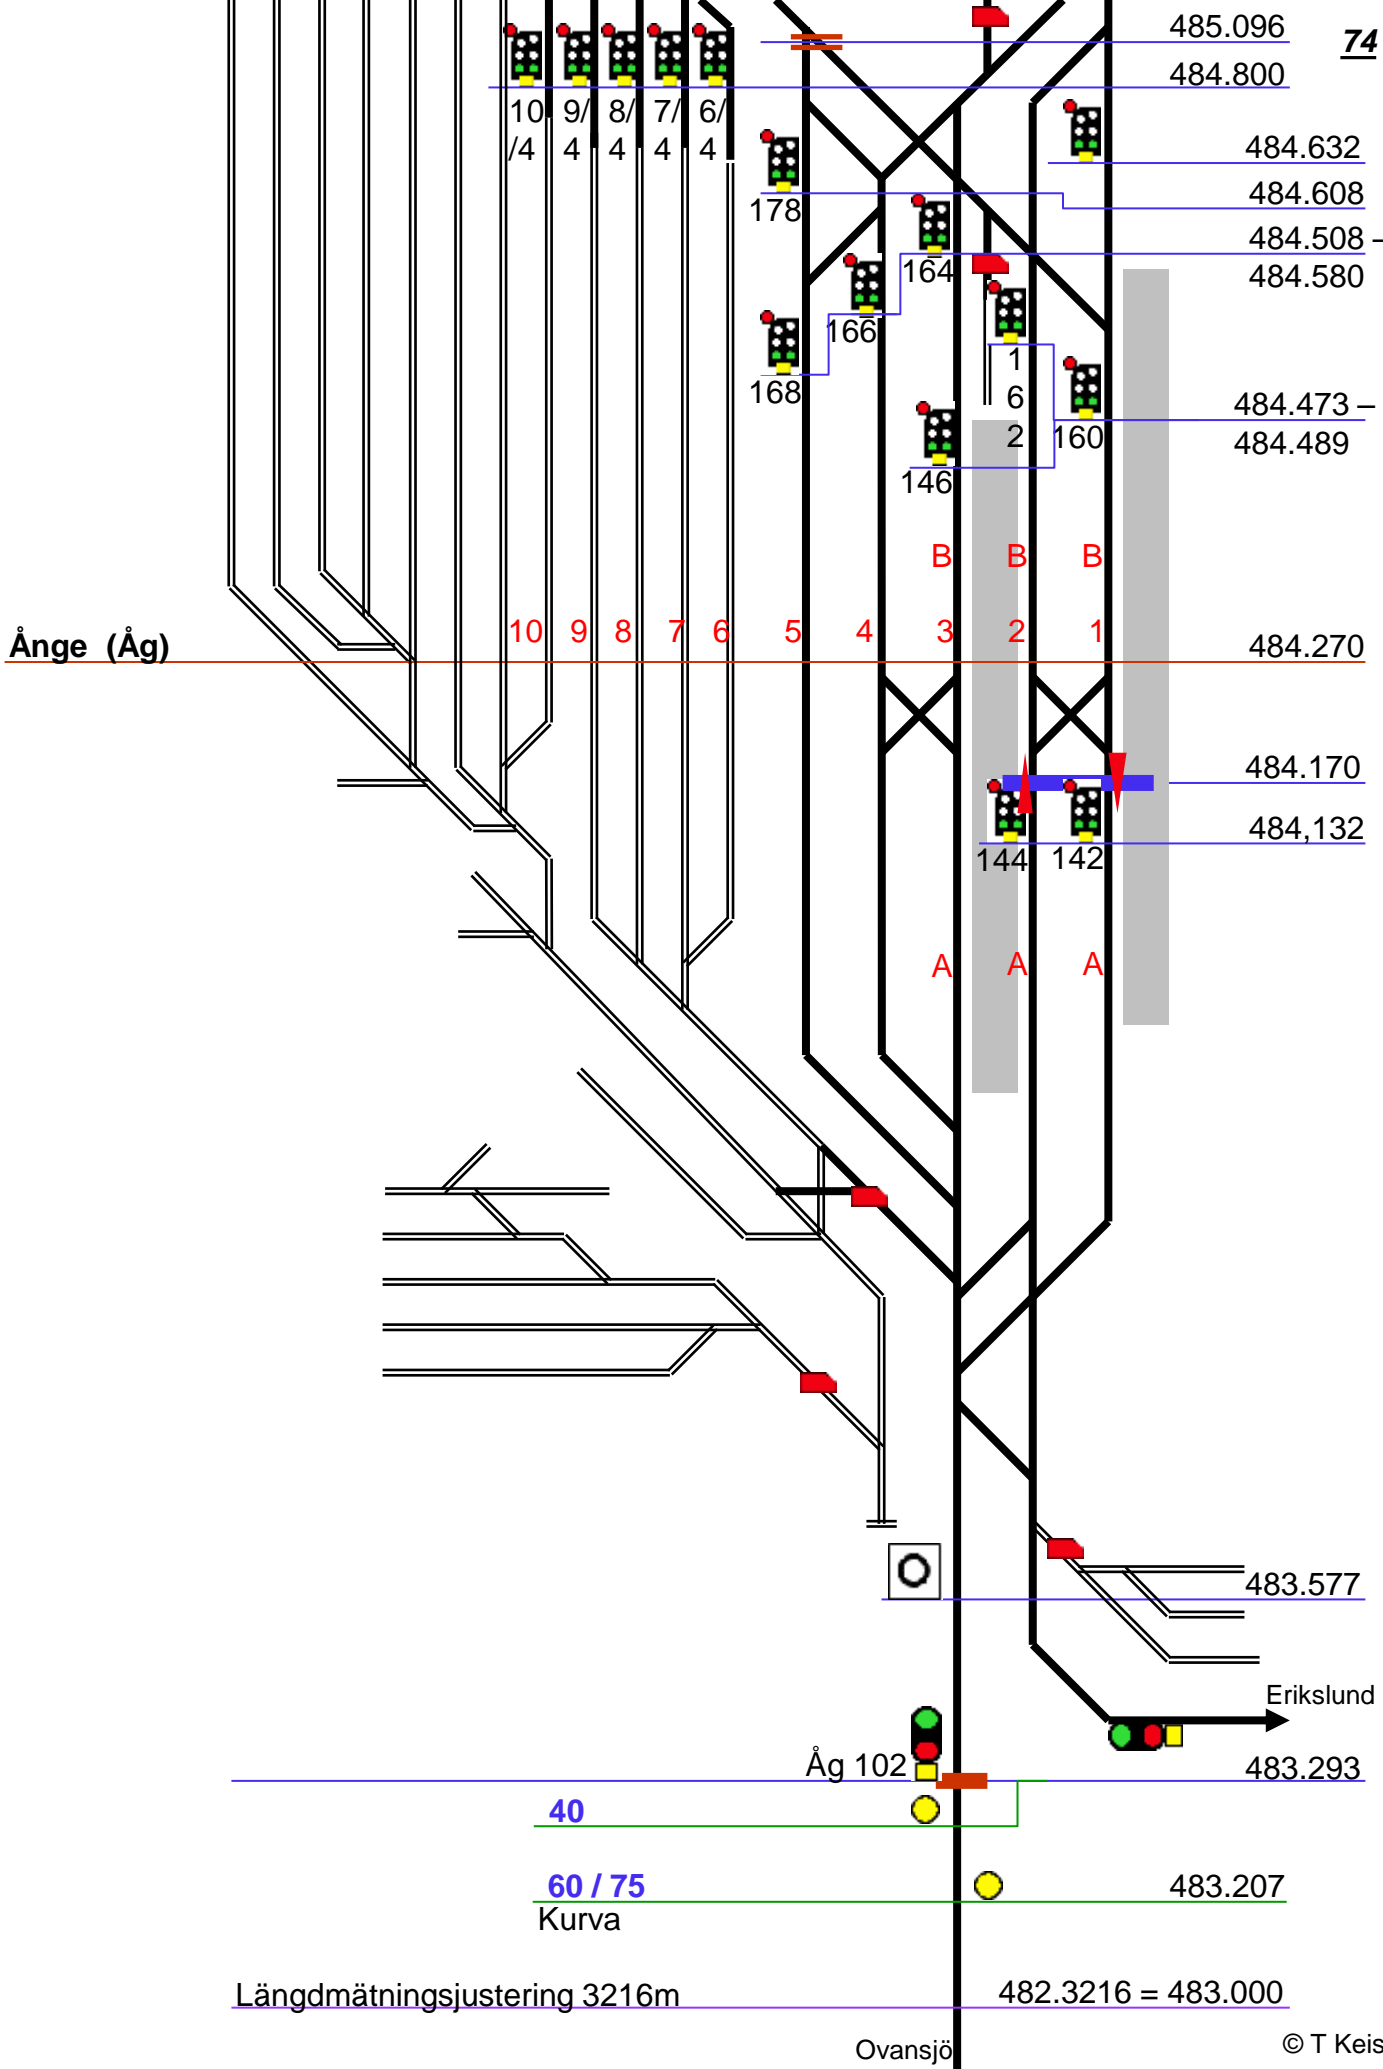 485.096
74
484.800
10 9/ 8/ 7/ 6/
/4 4 4 4 4
484.632
484.608
178
484.508 –
164
484.580
166
1
168
6
484.473 –
2
160
484.489
146
B B B
10 9 8 7 6 5 4 3 2 1
Ånge (Åg)
484.270
484.170
484,132
144 142
A A A
483.577
Erikslund
Åg 102
483.293
40
60 / 75
483.207
Kurva
Längdmätningsjustering 3216m
482.3216 = 483.000
Ovansjö
© T Keis